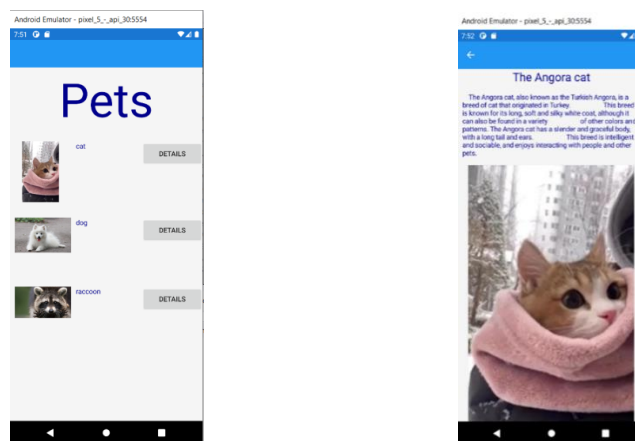 Android Emulator - pixel_5_-_api_30:5554
7:51
Pets
cat
DETAILS
dog
DETAILS
raccoon
DETAILS
Android Emulator - pixel_5_-_api_30:5554
7:52
The Angora cat
The Angora cat, also known as the Turkish Angora, is a
breed of cat that originated in Turkey. This breed
is known for its long, soft and silky white coat, although it
can also be found in a variety of other colors and
patterns. The Angora cat has a slender and graceful body,
with a long tail and ears. This breed is intelligent
and sociable, and enjoys interacting with people and other
pets.